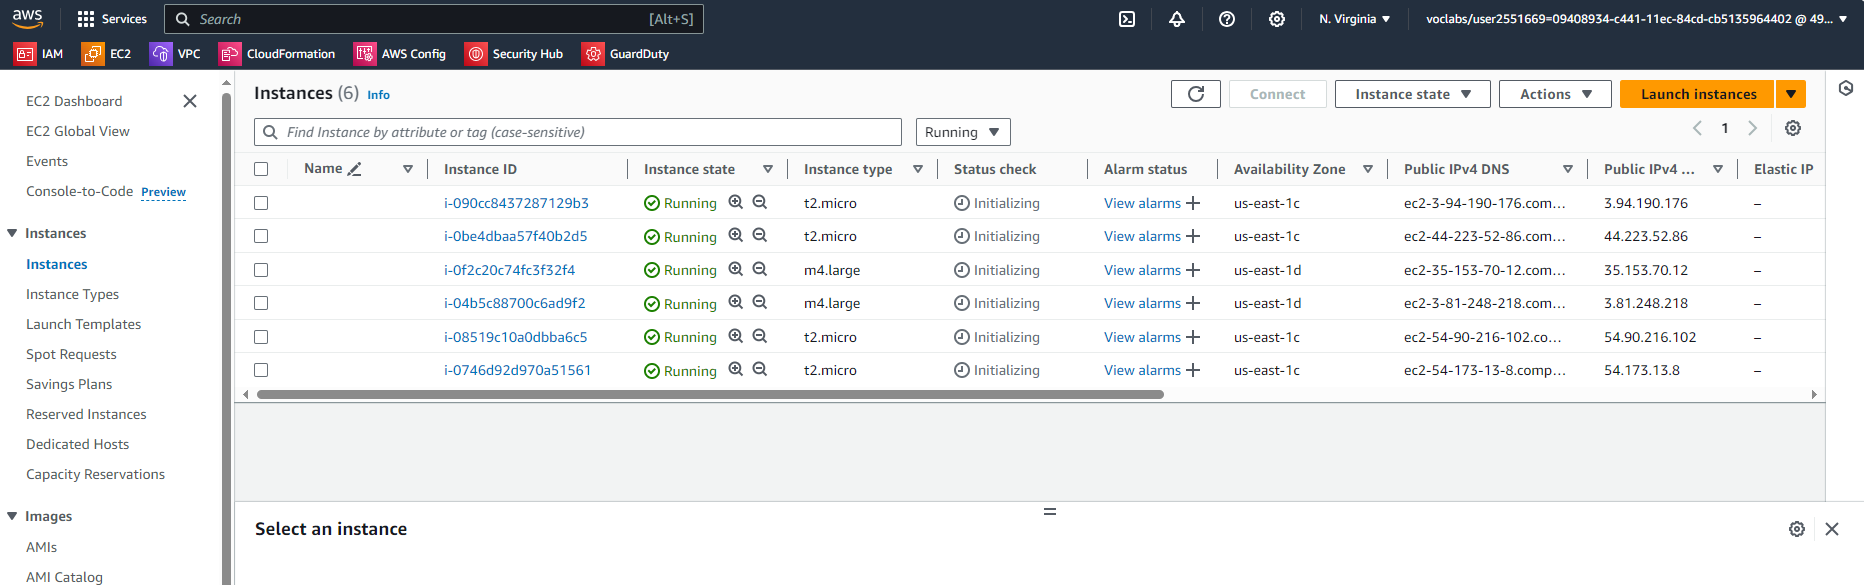 aws Services Search [Alt+S] N. Virginia voclabs/user2551669=09408934-c441-11ec-84cd-cb5135964402 @ 49...
IAM EC2 VPC CloudFormation AWS Config Security Hub GuardDuty
EC2 Dashboard
EC2 Global View
Events
Console-to-Code Preview
Instances
Instances
Instance Types
Launch Templates
Spot Requests
Savings Plans
Reserved Instances
Dedicated Hosts
Capacity Reservations
Images
AMIs
AMI Catalog
Instances (6) Info Connect Instance state Actions Launch instances
Find Instance by attribute or tag (case-sensitive) Running 1
Name Instance ID Instance state Instance type Status check Alarm status Availability Zone Public IPv4 DNS Public IPv4 ... Elastic IP
i-090cc8437287129b3 Running t2.micro Initializing View alarms + us-east-1c ec2-3-94-190-176.com... 3.94.190.176 –
i-0be4dbaa57f40b2d5 Running t2.micro Initializing View alarms + us-east-1c ec2-44-223-52-86.com... 44.223.52.86 –
i-0f2c20c74fc3f32f4 Running m4.large Initializing View alarms + us-east-1d ec2-35-153-70-12.com... 35.153.70.12 –
i-04b5c88700c6ad9f2 Running m4.large Initializing View alarms + us-east-1d ec2-3-81-248-218.com... 3.81.248.218 –
i-08519c10a0dbba6c5 Running t2.micro Initializing View alarms + us-east-1c ec2-54-90-216-102.co... 54.90.216.102 –
i-0746d92d970a51561 Running t2.micro Initializing View alarms + us-east-1c ec2-54-173-13-8.comp... 54.173.13.8 –
Select an instance